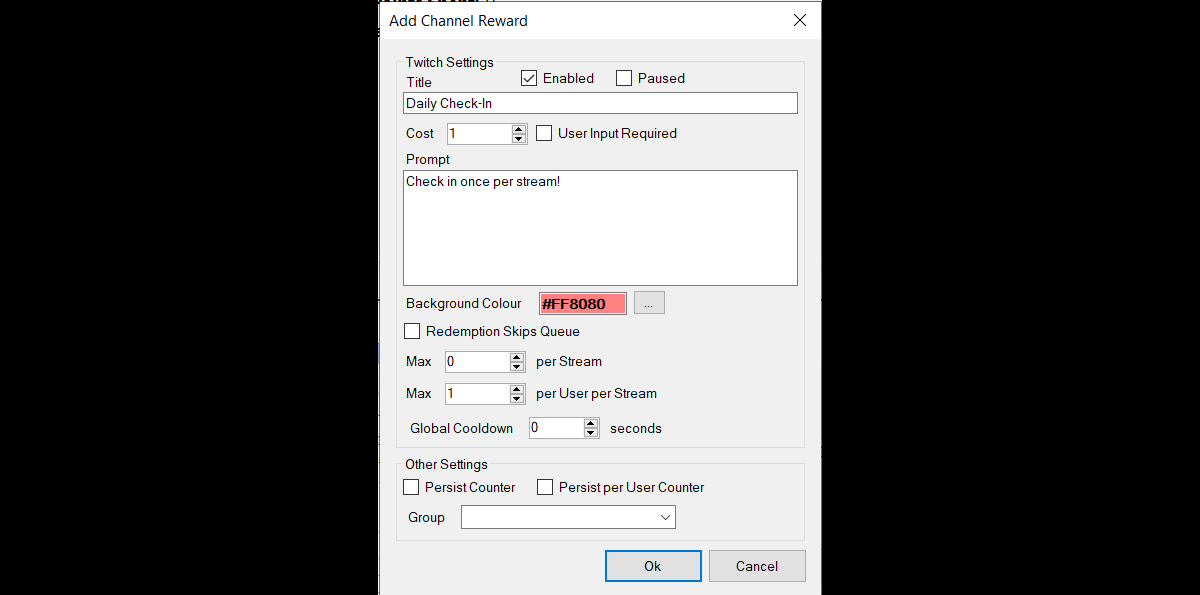 Add Channel Reward
Twitch Settings
Title
Enabled
Paused
Daily Check-In
Cost 1 User Input Required
Prompt
Check in once per stream!
Background Colour #FF8080 ...
Redemption Skips Queue
Max 0 per Stream
Max 1 per User per Stream
Global Cooldown 0 seconds
Other Settings
Persist Counter Persist per User Counter
Group
Ok Cancel